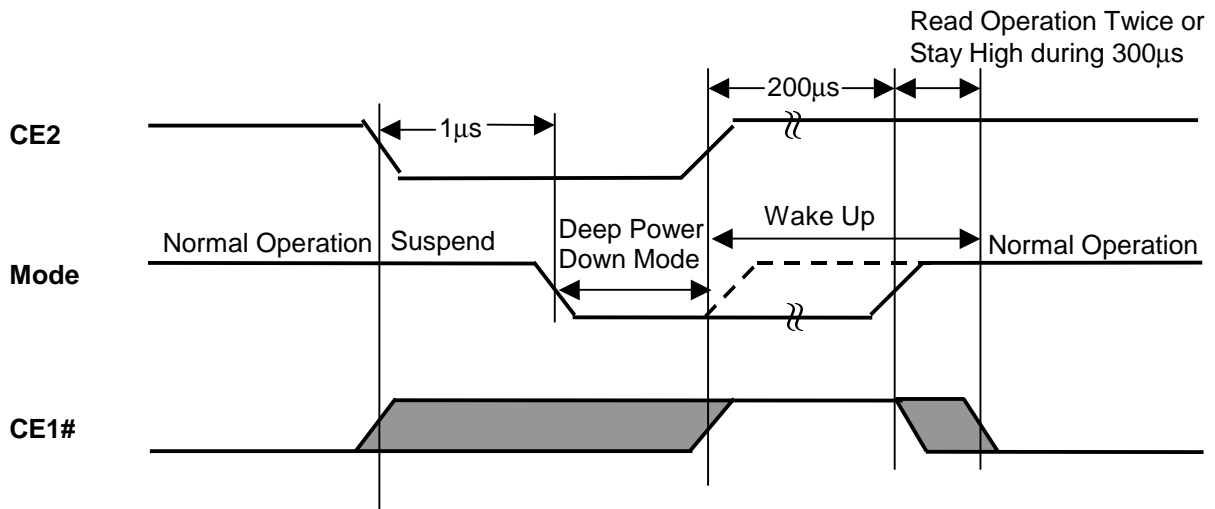 Read Operation Twice or
Stay High during 300μs
200μs
1μs
CE2
Deep Power
Down Mode
Wake Up
Normal Operation
Suspend
Normal Operation
Mode
CE1#